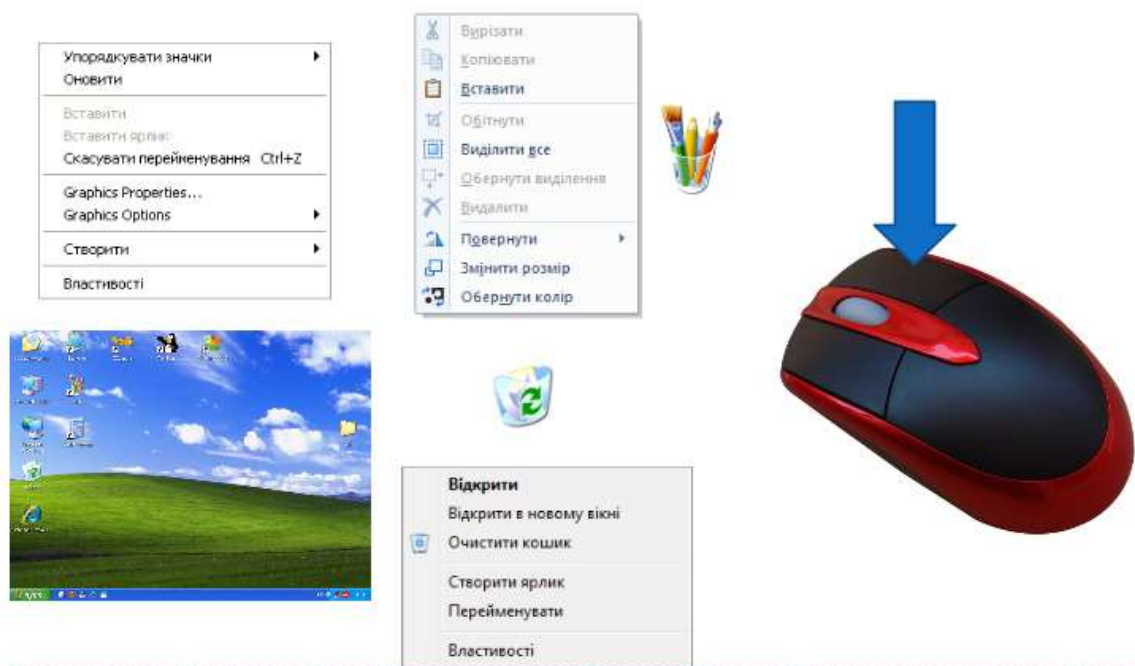 Упорядкувати значки
Оновити
Вставити
Вставити ярлик
Скасувати перейменування Ctrl+Z
Graphics Properties...
Graphics Options
Створити
Властивості
Вирізати
Копіювати
Вставити
Обітнути
Виділити все
Обернути виділення
Видалити
Повернути
Змінити розмір
Обернути колір
Відкрити
Відкрити в новому вікні
Очистити кошик
Створити ярлик
Перейменувати
Властивості